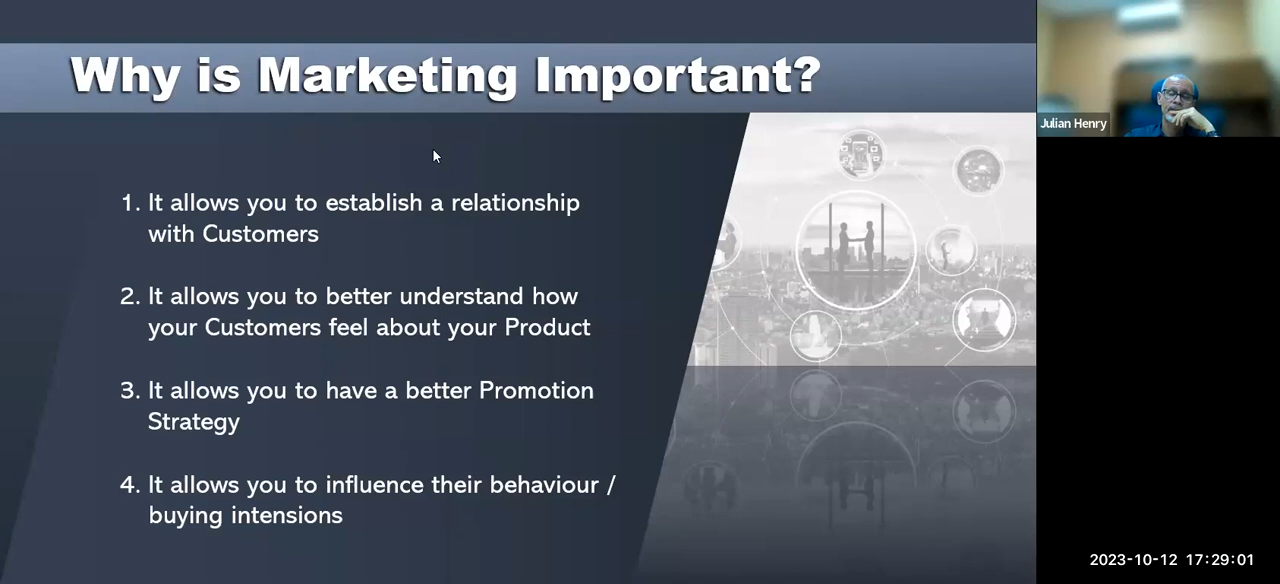 Why is Marketing Important?
1. It allows you to establish a relationship
with Customers
2. It allows you to better understand how
your Customers feel about your Product
3. It allows you to have a better Promotion
Strategy
4. It allows you to influence their behaviour /
buying intensions
Julian Henry
2023-10-12 17:29:01